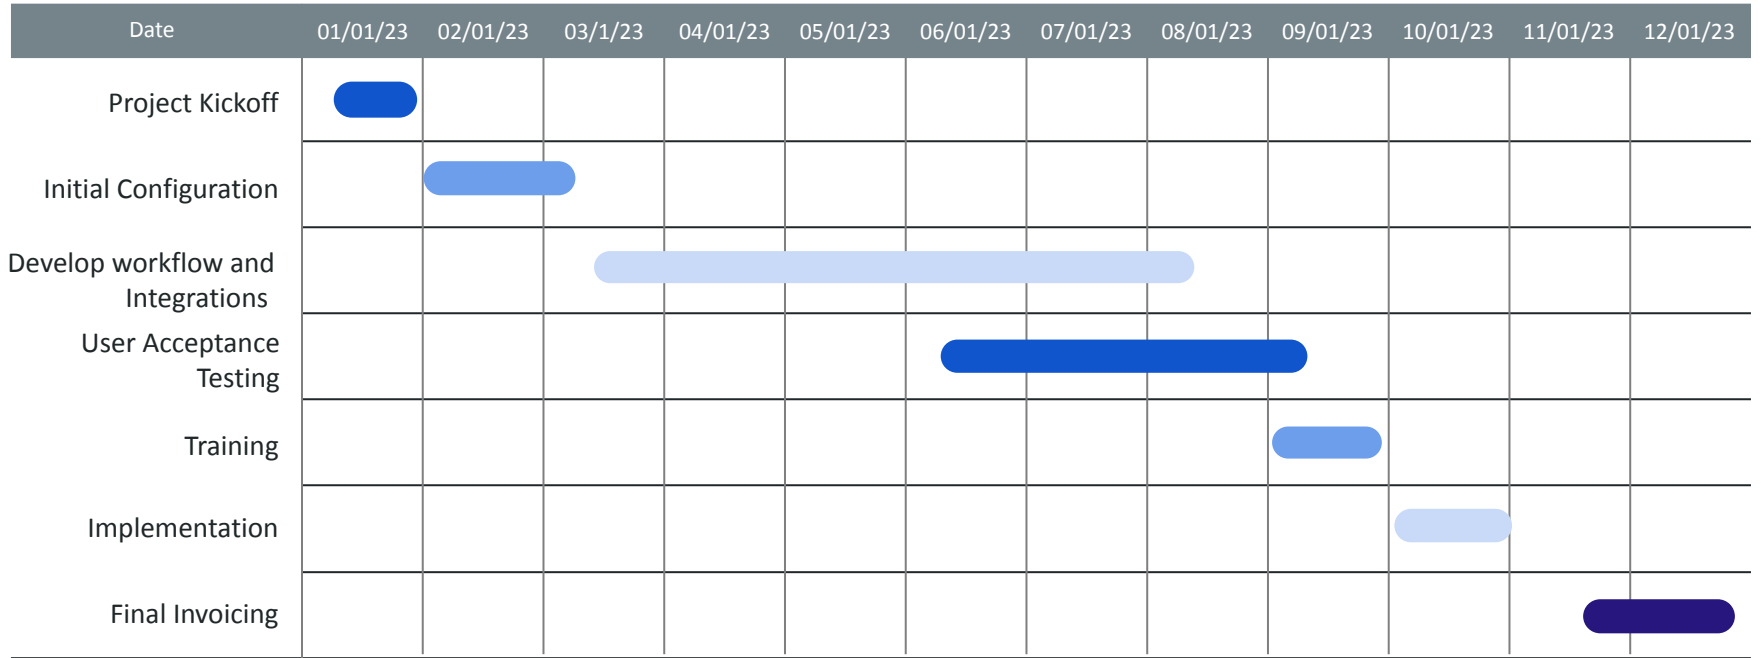 Date 01/01/23 02/01/23 03/1/23 04/01/23 05/01/23 06/01/23 07/01/23 08/01/23 09/01/23 10/01/23 11/01/23 12/01/23
Project Kickoff
Initial Configuration
Develop workflow and
Integrations
User Acceptance
Testing
Training
Implementation
Final Invoicing